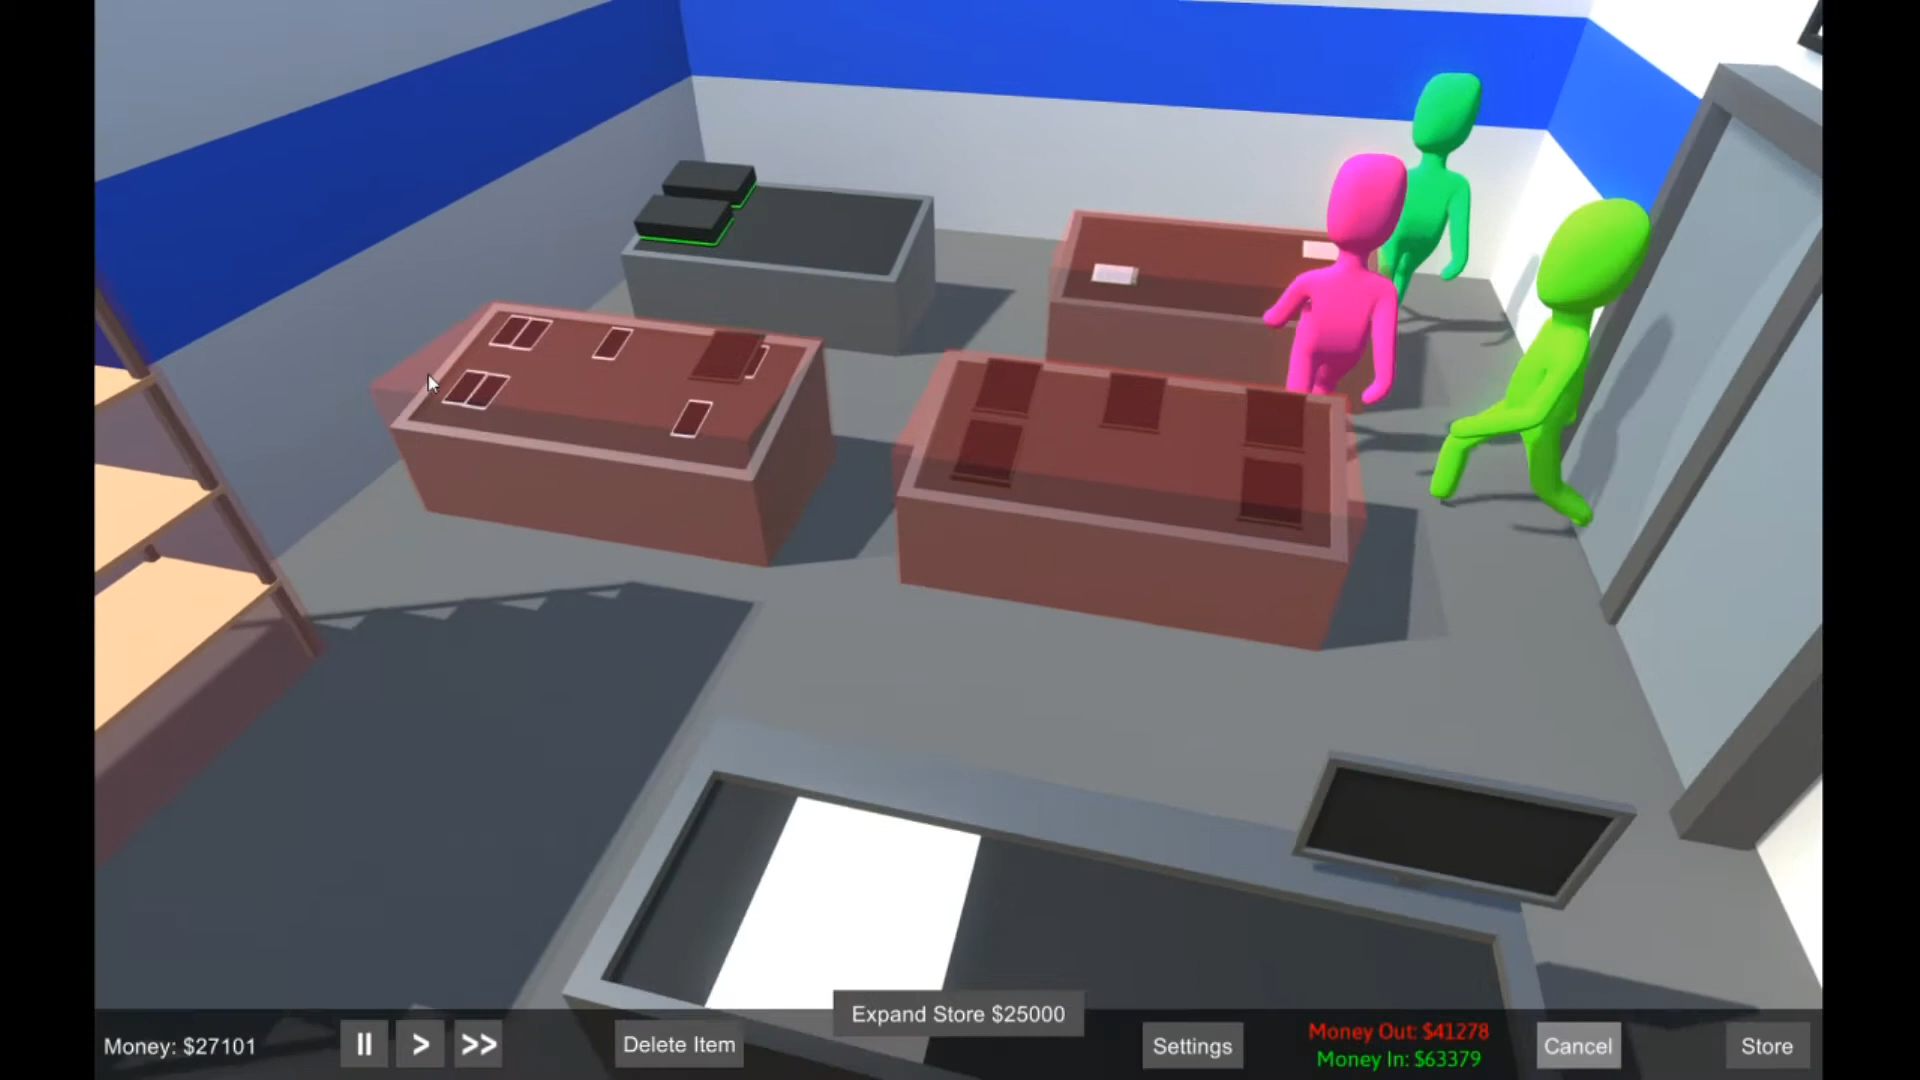 Expand Store $25000
Money: $27101
>
>>
Delete Item
Settings
Money Out: $41278
Money In: $63379
Cancel
Store